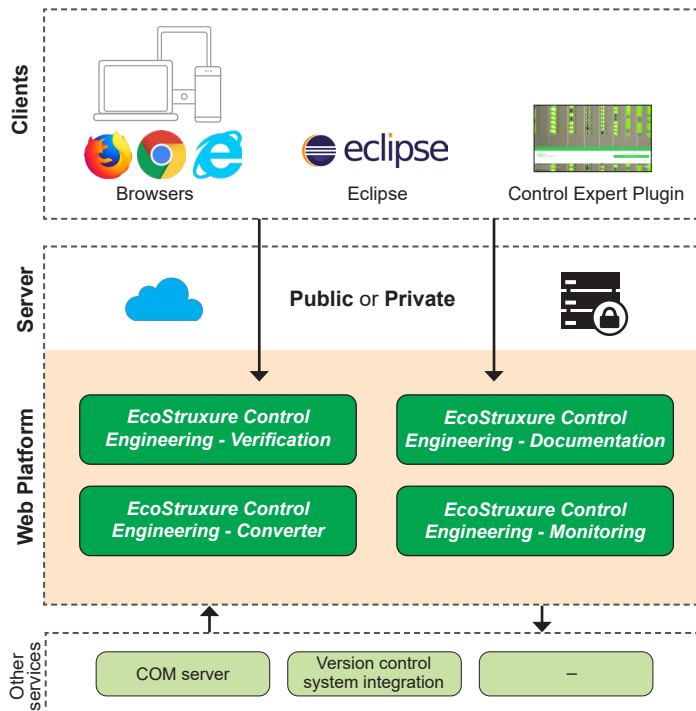 Clients
eclipse
Browsers
Eclipse
Control Expert Plugin
Server
Public or Private
Web Platform
EcoStruxure Control
Engineering - Verification
EcoStruxure Control
Engineering - Documentation
EcoStruxure Control
Engineering - Converter
EcoStruxure Control
Engineering - Monitoring
Other
services
COM server
Version control
system integration
–